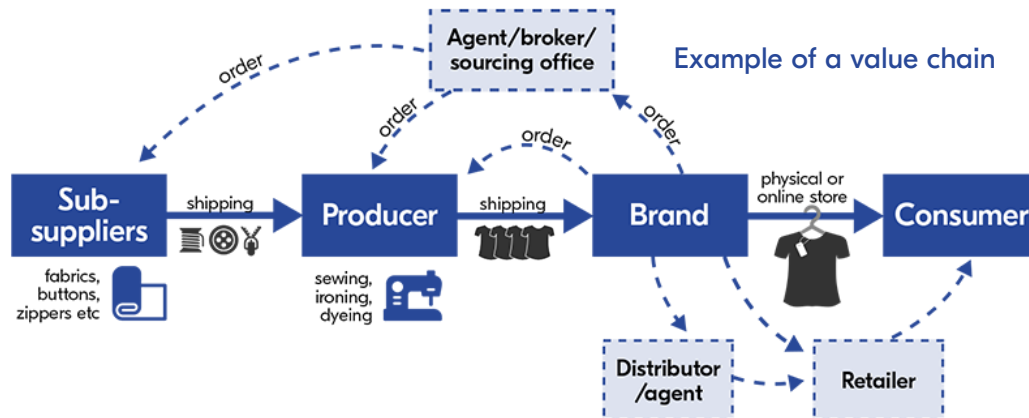 Agent/broker/
sourcing office
Example of a value chain
order
order
order
order
Sub-
suppliers
shipping
Producer
shipping
Brand
physical or
online store
Consumer
fabrics,
buttons,
zippers etc
sewing,
ironing,
dyeing
Distributor
/agent
Retailer